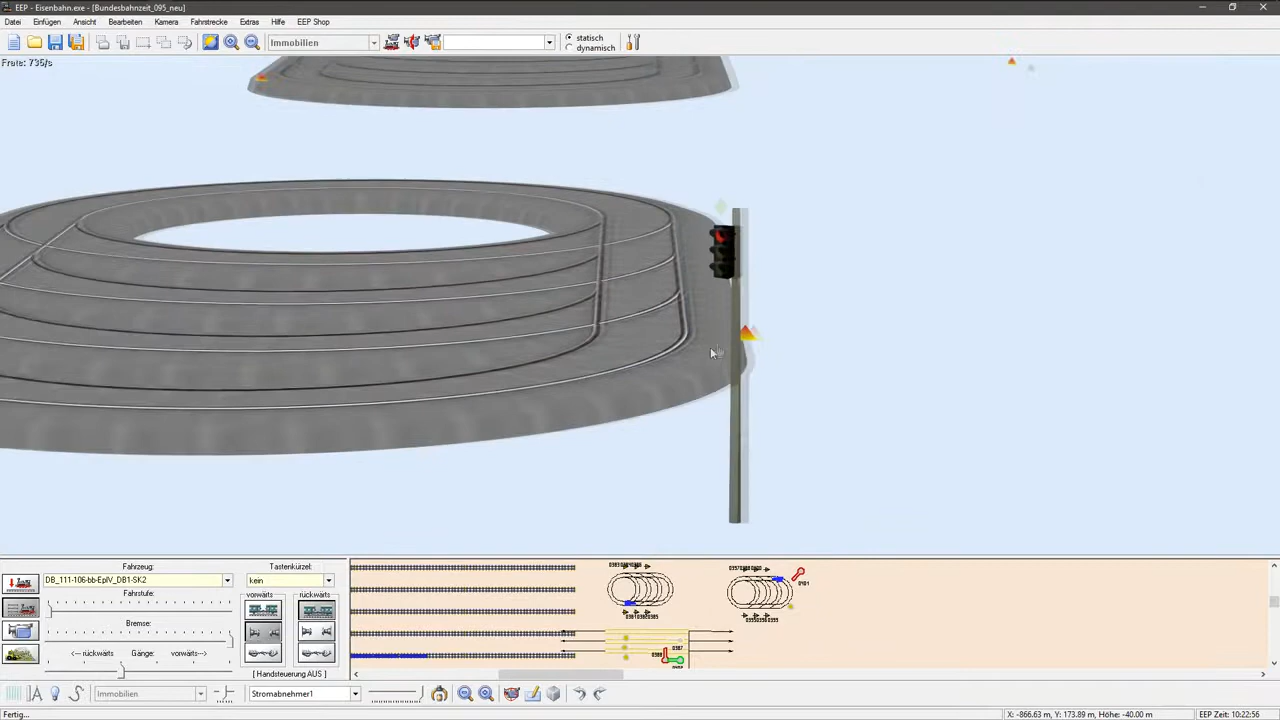 EEP - Eisenbahn.exe - [Bundesbahnzeit_095_neu]
Datei Einfügen Ansicht Bearbeiten Kamera Fahrstrecke Extras Hilfe EEP Shop
Immobilien
statisch
dynamisch
Frate: 735/s
Fahrzeug: Tastenkürzel:
DB_111-106-bb-EpIV_DB1-SK2 kein
Fahrstufe: vorwärts rückwärts
Bremse:
<--- rückwärts Gänge: vorwärts--->
[ Handsteuerung AUS ]
0101
0387
Immobilien Stromabnehmer1
Fertig... X: -866.63 m, Y: 173.89 m, Höhe: -40.00 m EEP Zeit: 10:22:56